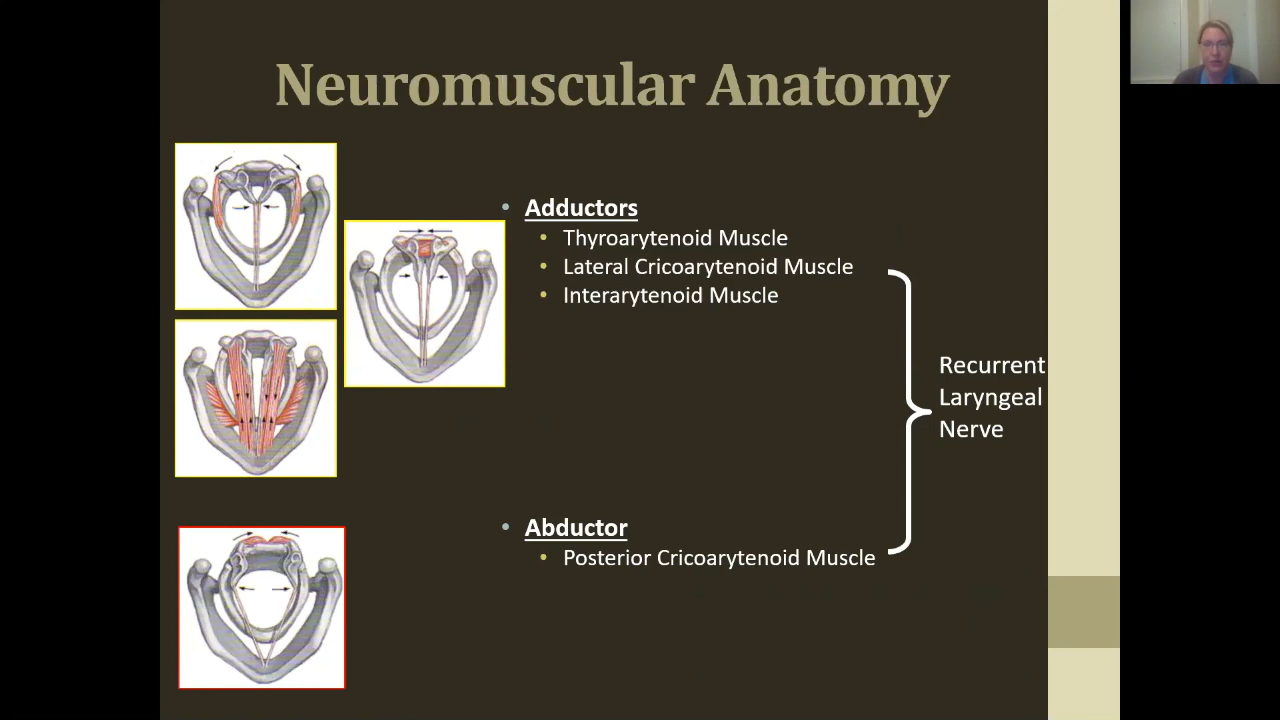 Neuromuscular Anatomy
Adductors
Thyroarytenoid Muscle
Lateral Cricoarytenoid Muscle
Interarytenoid Muscle
Recurrent
Laryngeal
Nerve
Abductor
Posterior Cricoarytenoid Muscle